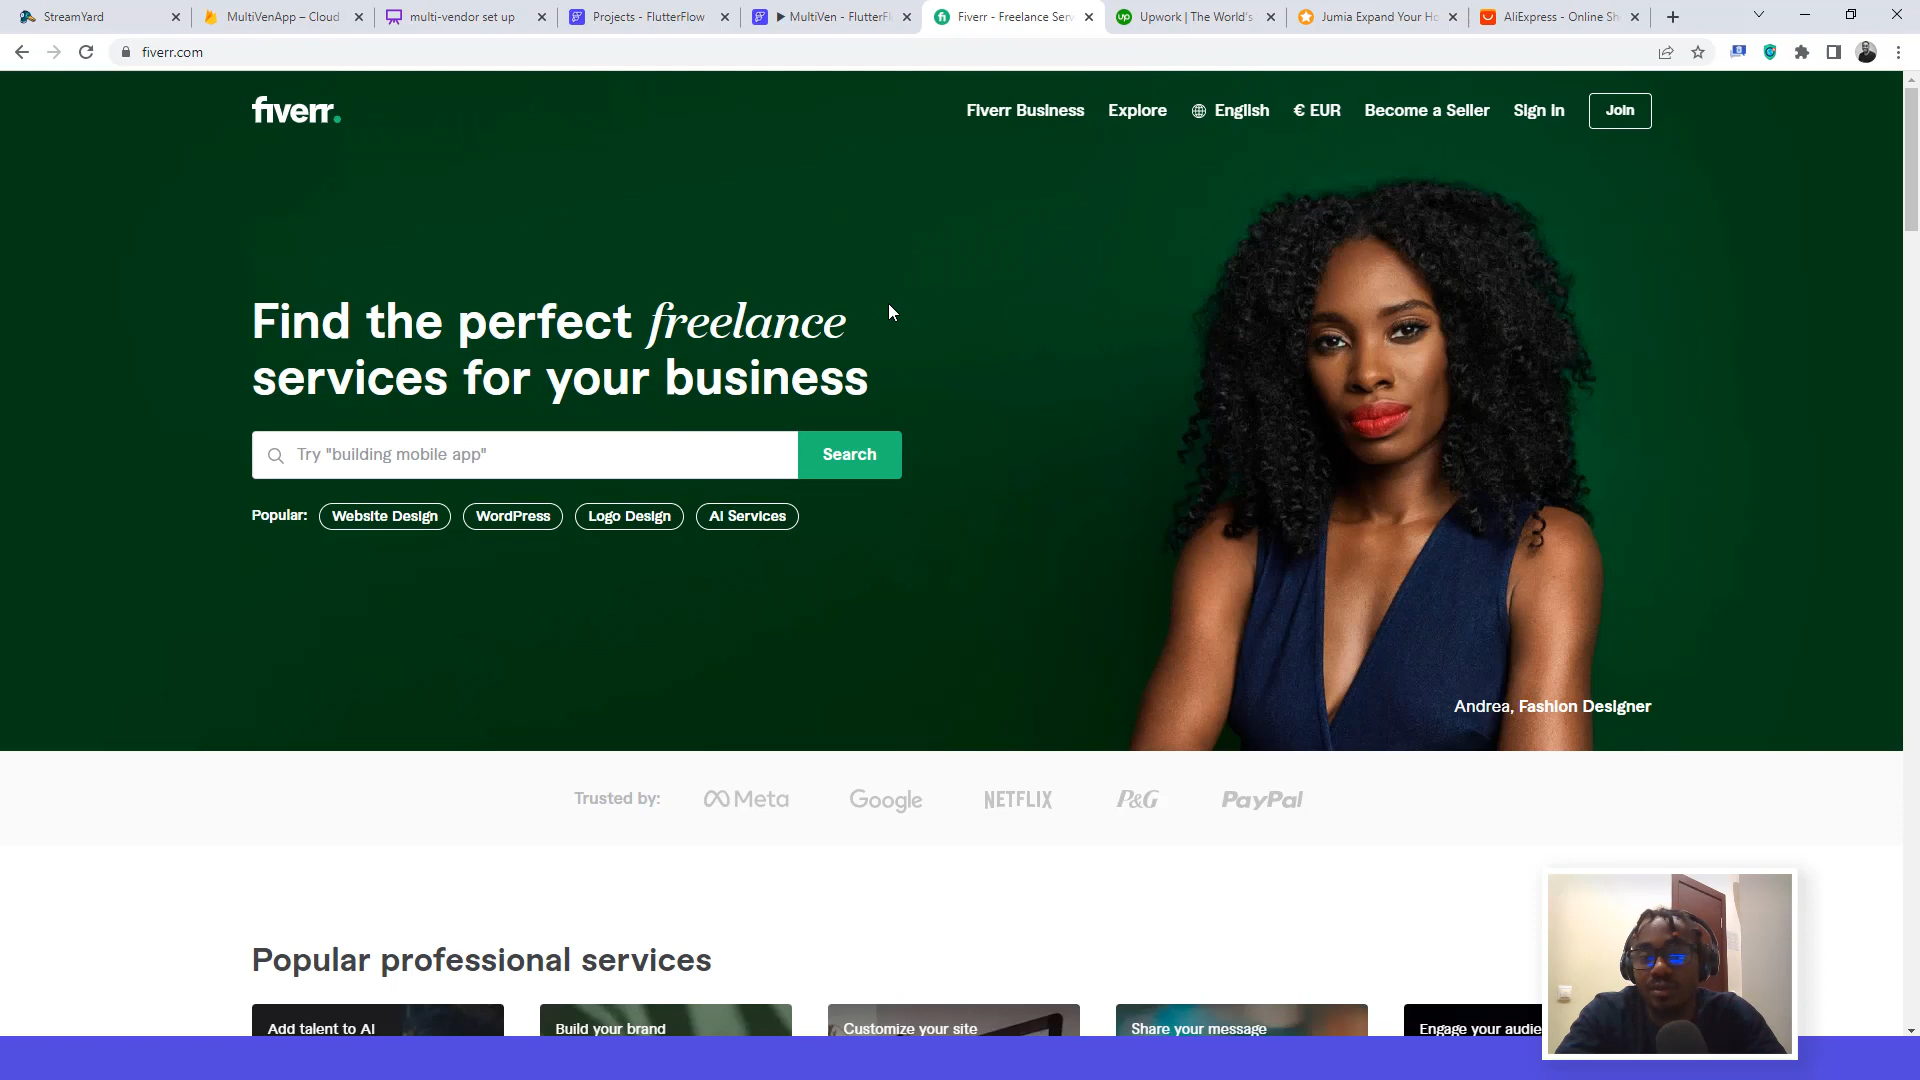 StreamYard
MultiVenApp – Cloud
multi-vendor set up
Projects - FlutterFlow
MultiVen - FlutterFl
Fiverr - Freelance Serv
Upwork | The World's
Jumia Expand Your Ho
AliExpress - Online Sh
fiverr.com
fiverr.
Fiverr Business
Explore
English
€ EUR
Become a Seller
Sign In
Join
Find the perfect freelance
services for your business
Try "building mobile app"
Search
Popular:
Website Design
WordPress
Logo Design
AI Services
Andrea, Fashion Designer
Trusted by:
Meta
Google
NETFLIX
P&G
PayPal
Popular professional services
Add talent to AI
Build your brand
Customize your site
Share your message
Engage your audie